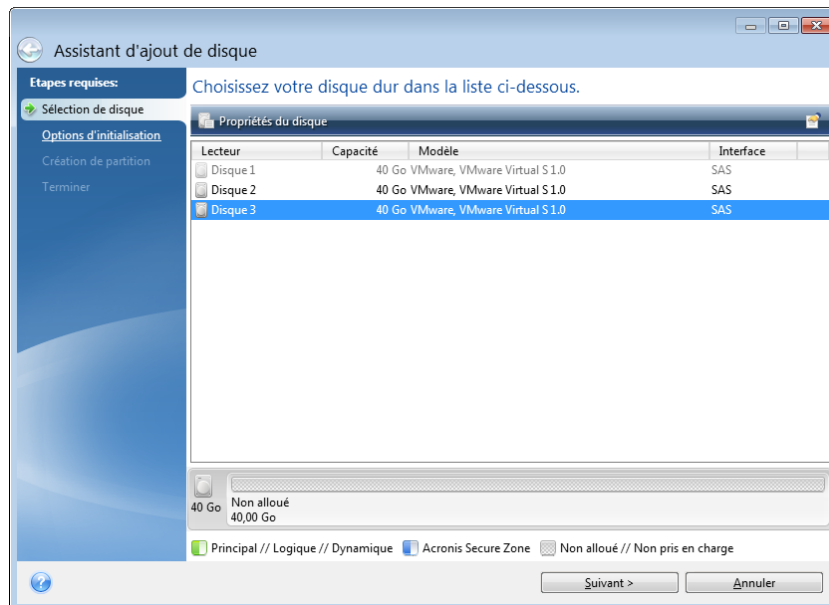 Assistant d'ajout de disque
Etapes requises:
Sélection de disque
Options d'initialisation
Création de partition
Terminer
Choisissez votre disque dur dans la liste ci-dessous.
Propriétés du disque
Lecteur Capacité Modèle Interface
Disque 1 40 Go VMware, VMware Virtual S 1.0 SAS
Disque 2 40 Go VMware, VMware Virtual S 1.0 SAS
Disque 3 40 Go VMware, VMware Virtual S 1.0 SAS
40 Go
Non alloué
40,00 Go
Principal // Logique // Dynamique Acronis Secure Zone Non alloué // Non pris en charge
Suivant > Annuler